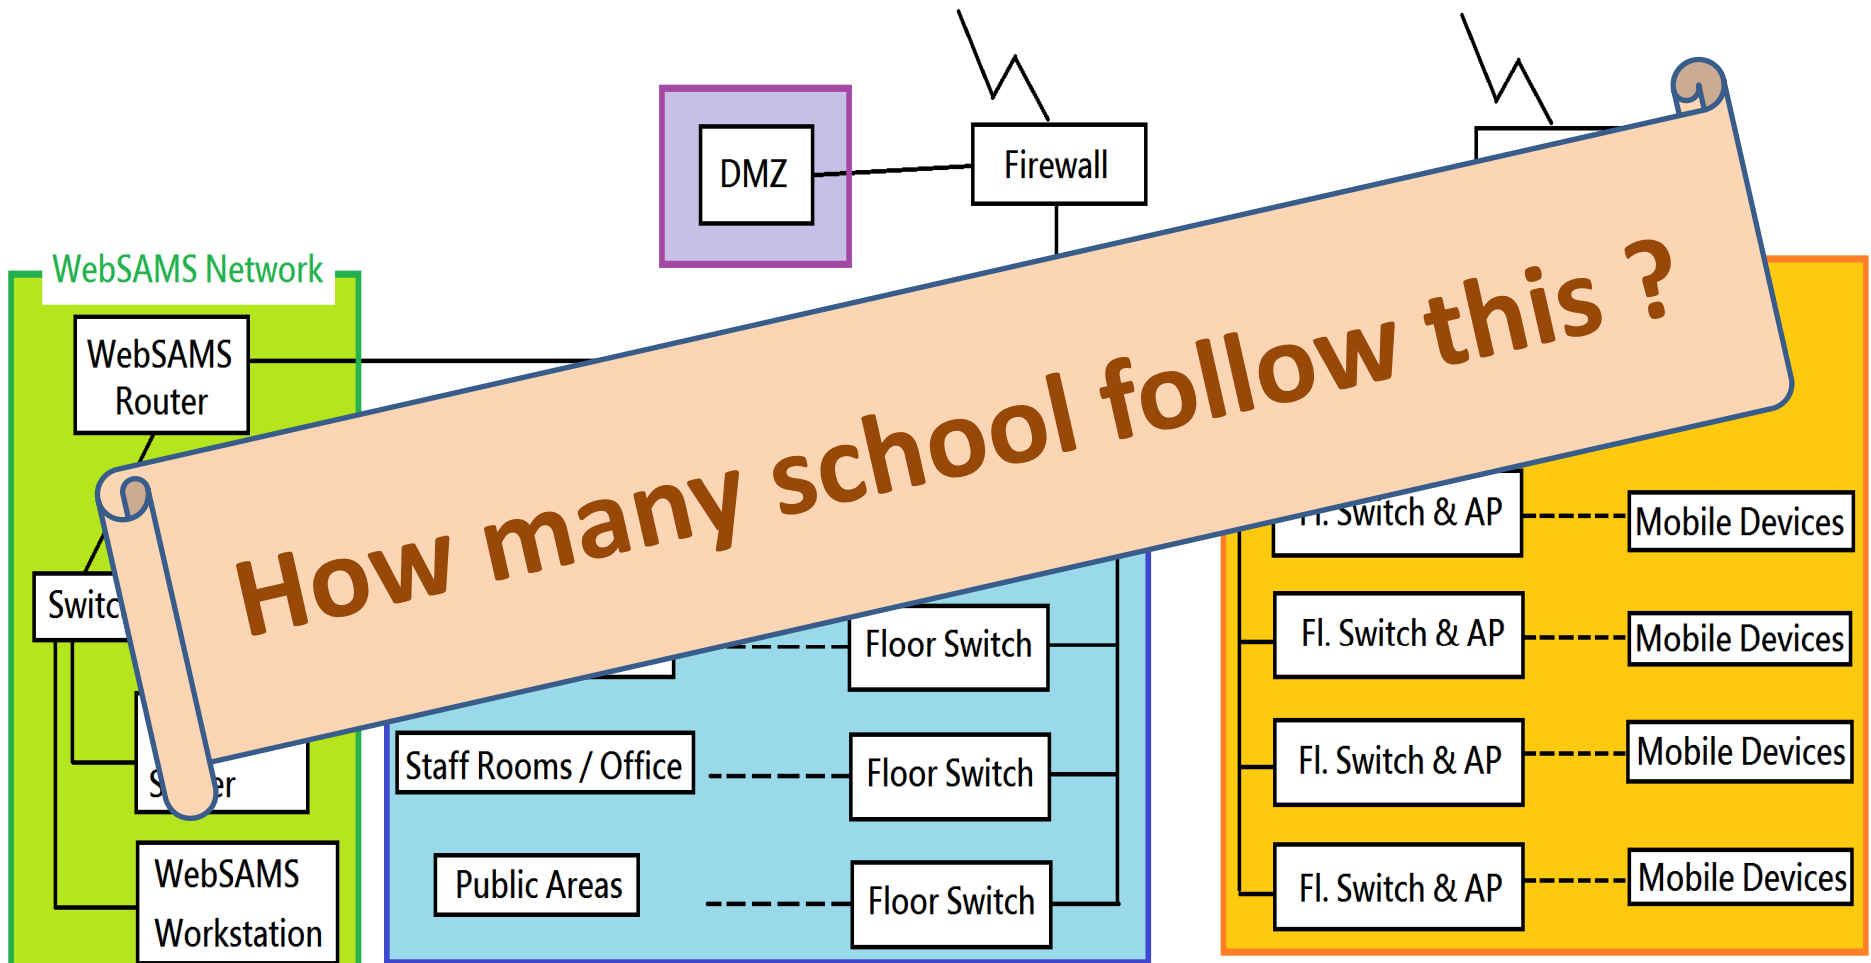 DMZ
Firewall
WebSAMS Network
WebSAMS
Router
How many school follow this ?
Fl. Switch & AP
Mobile Devices
Floor Switch
Fl. Switch & AP
Mobile Devices
Staff Rooms / Office
Floor Switch
Fl. Switch & AP
Mobile Devices
Public Areas
Floor Switch
Fl. Switch & AP
Mobile Devices
WebSAMS
Workstation